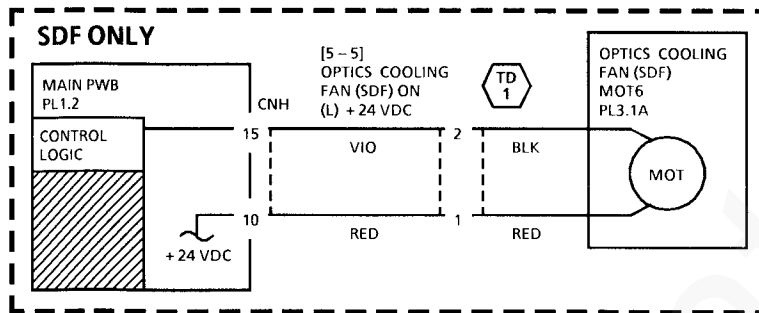 SDF ONLY
MAIN PWB
PL1.2
CONTROL
LOGIC
+ 24 VDC
CNH
15
10
[5 – 5]
OPTICS COOLING
FAN (SDF) ON
(L) + 24 VDC
VIO
RED
TD
1
2
1
BLK
RED
OPTICS COOLING
FAN (SDF)
MOT6
PL3.1A
MOT